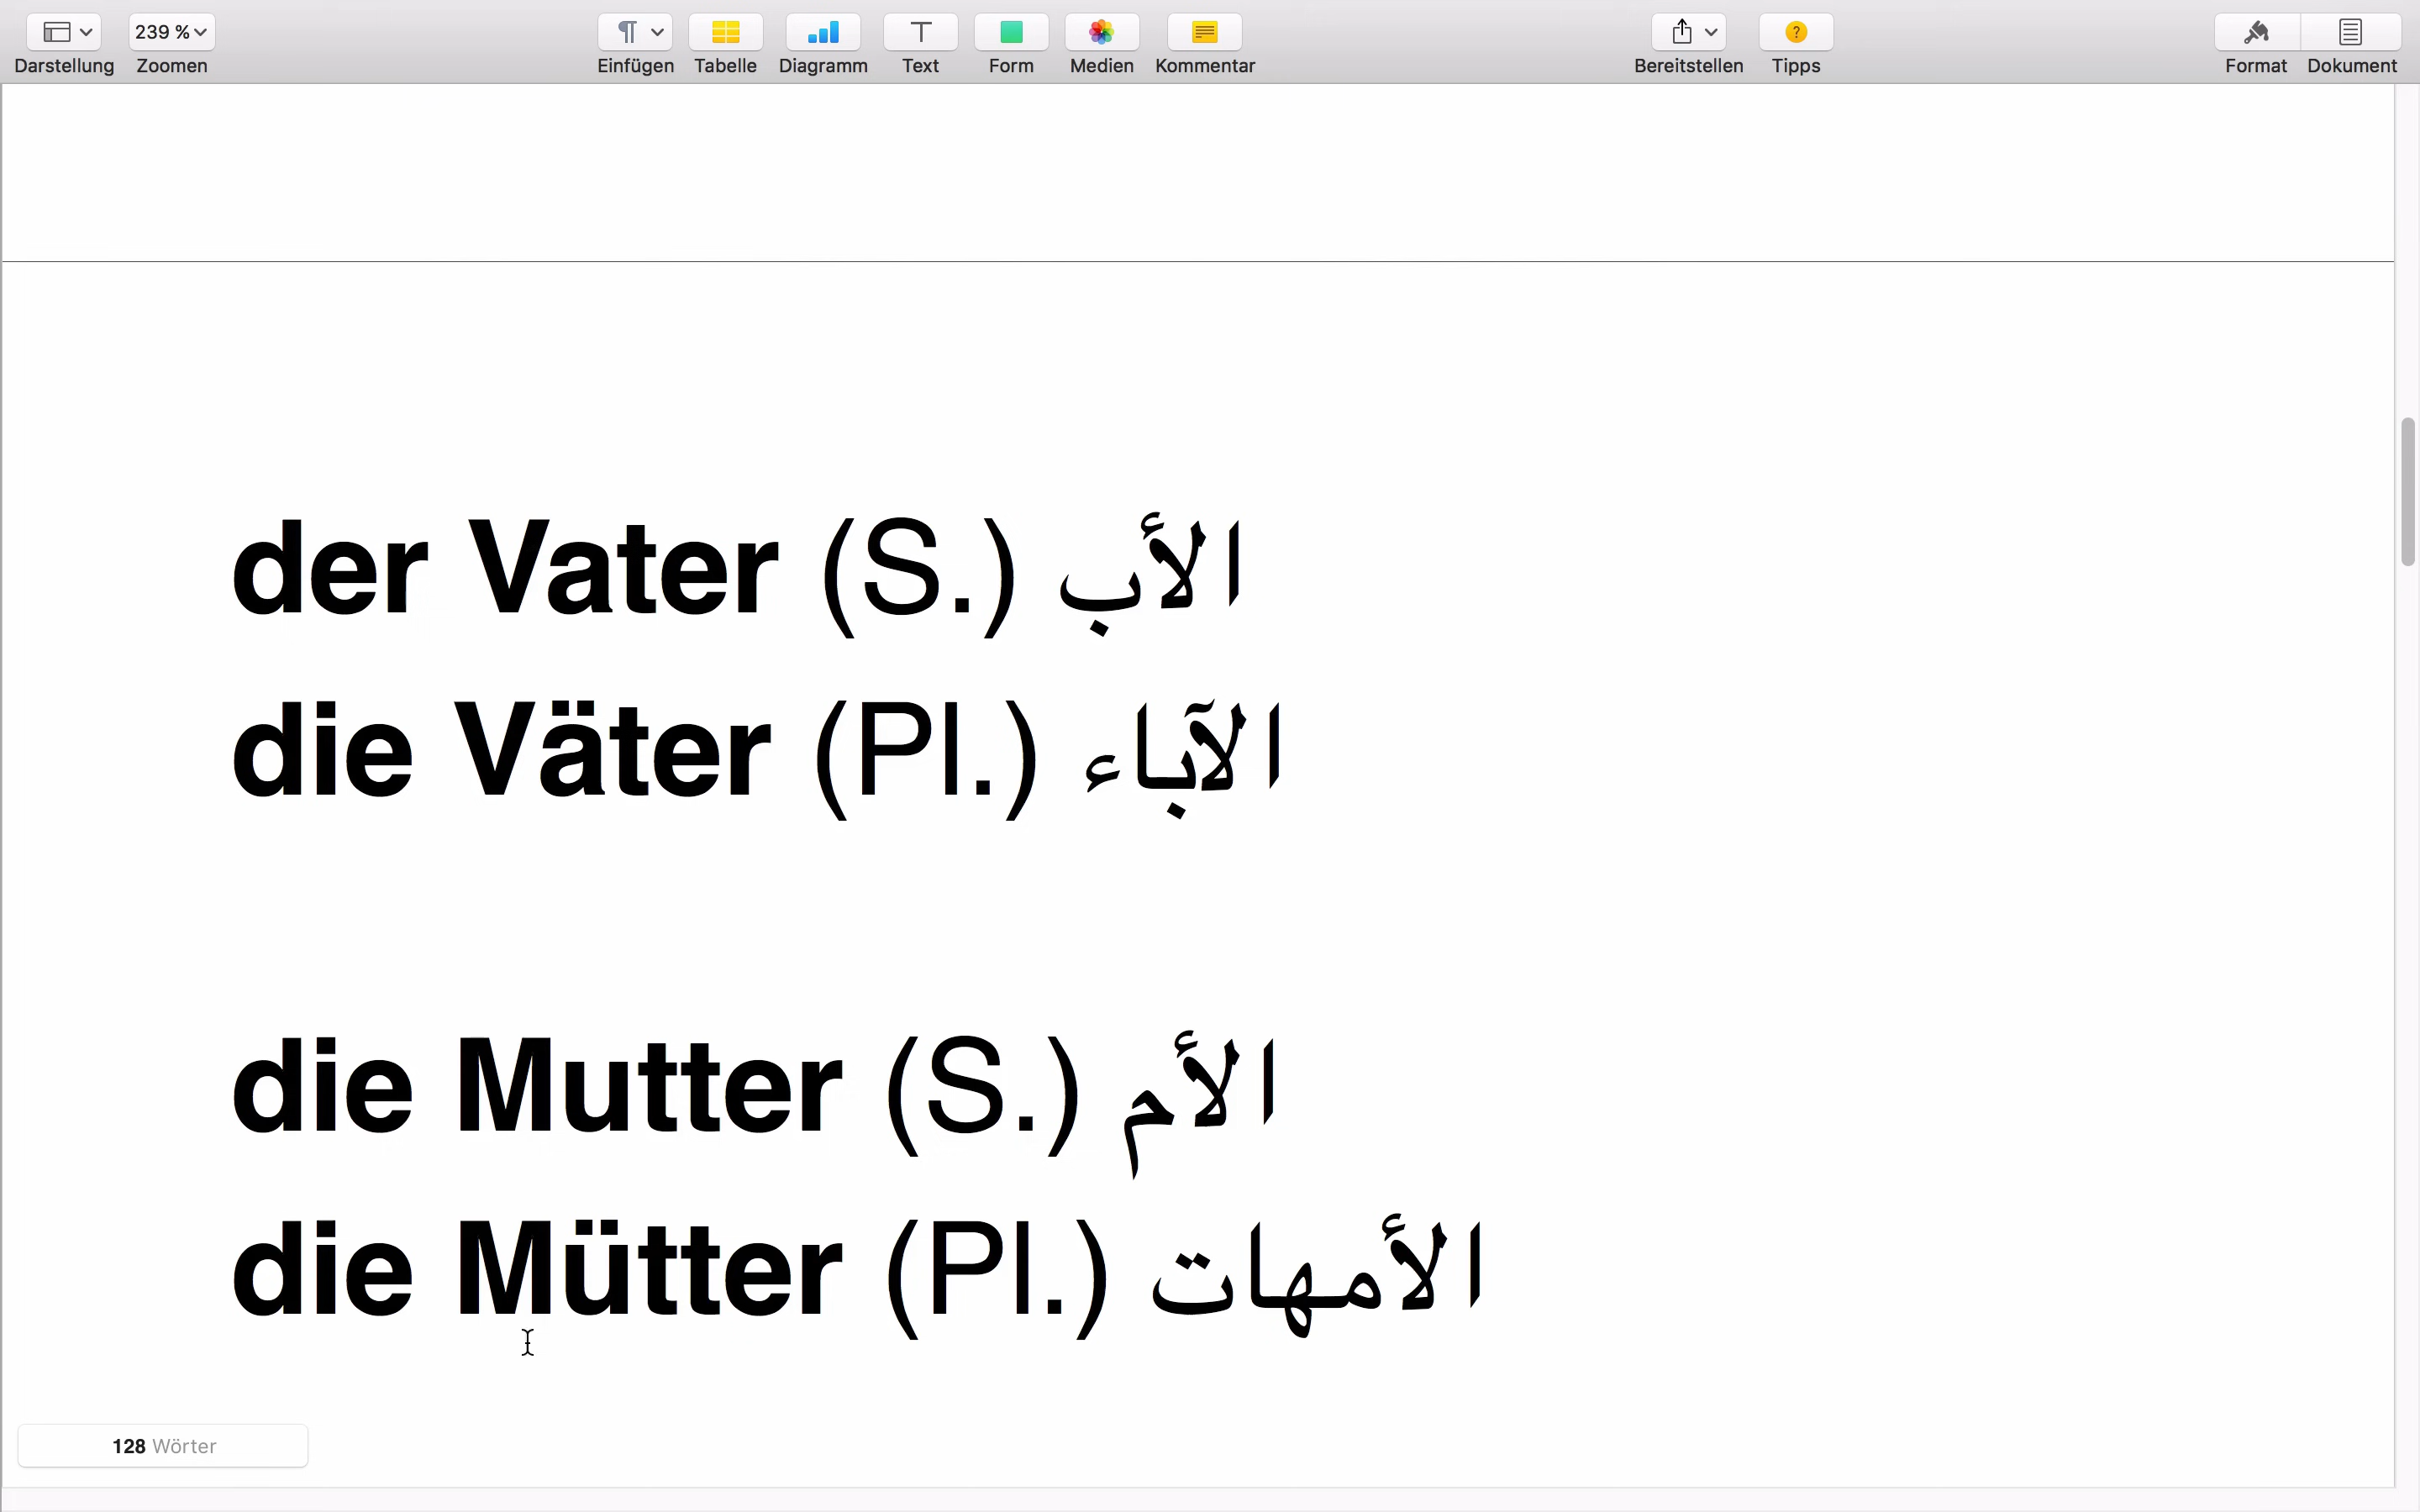 239 %
Darstellung Zoomen Einfügen Tabelle Diagramm Text Form Medien Kommentar Bereitstellen Tipps Format Dokument
der Vater (S.) الأب
die Väter (Pl.) الآباء
die Mutter (S.) الأم
die Mütter (Pl.) الأمهات
128 Wörter